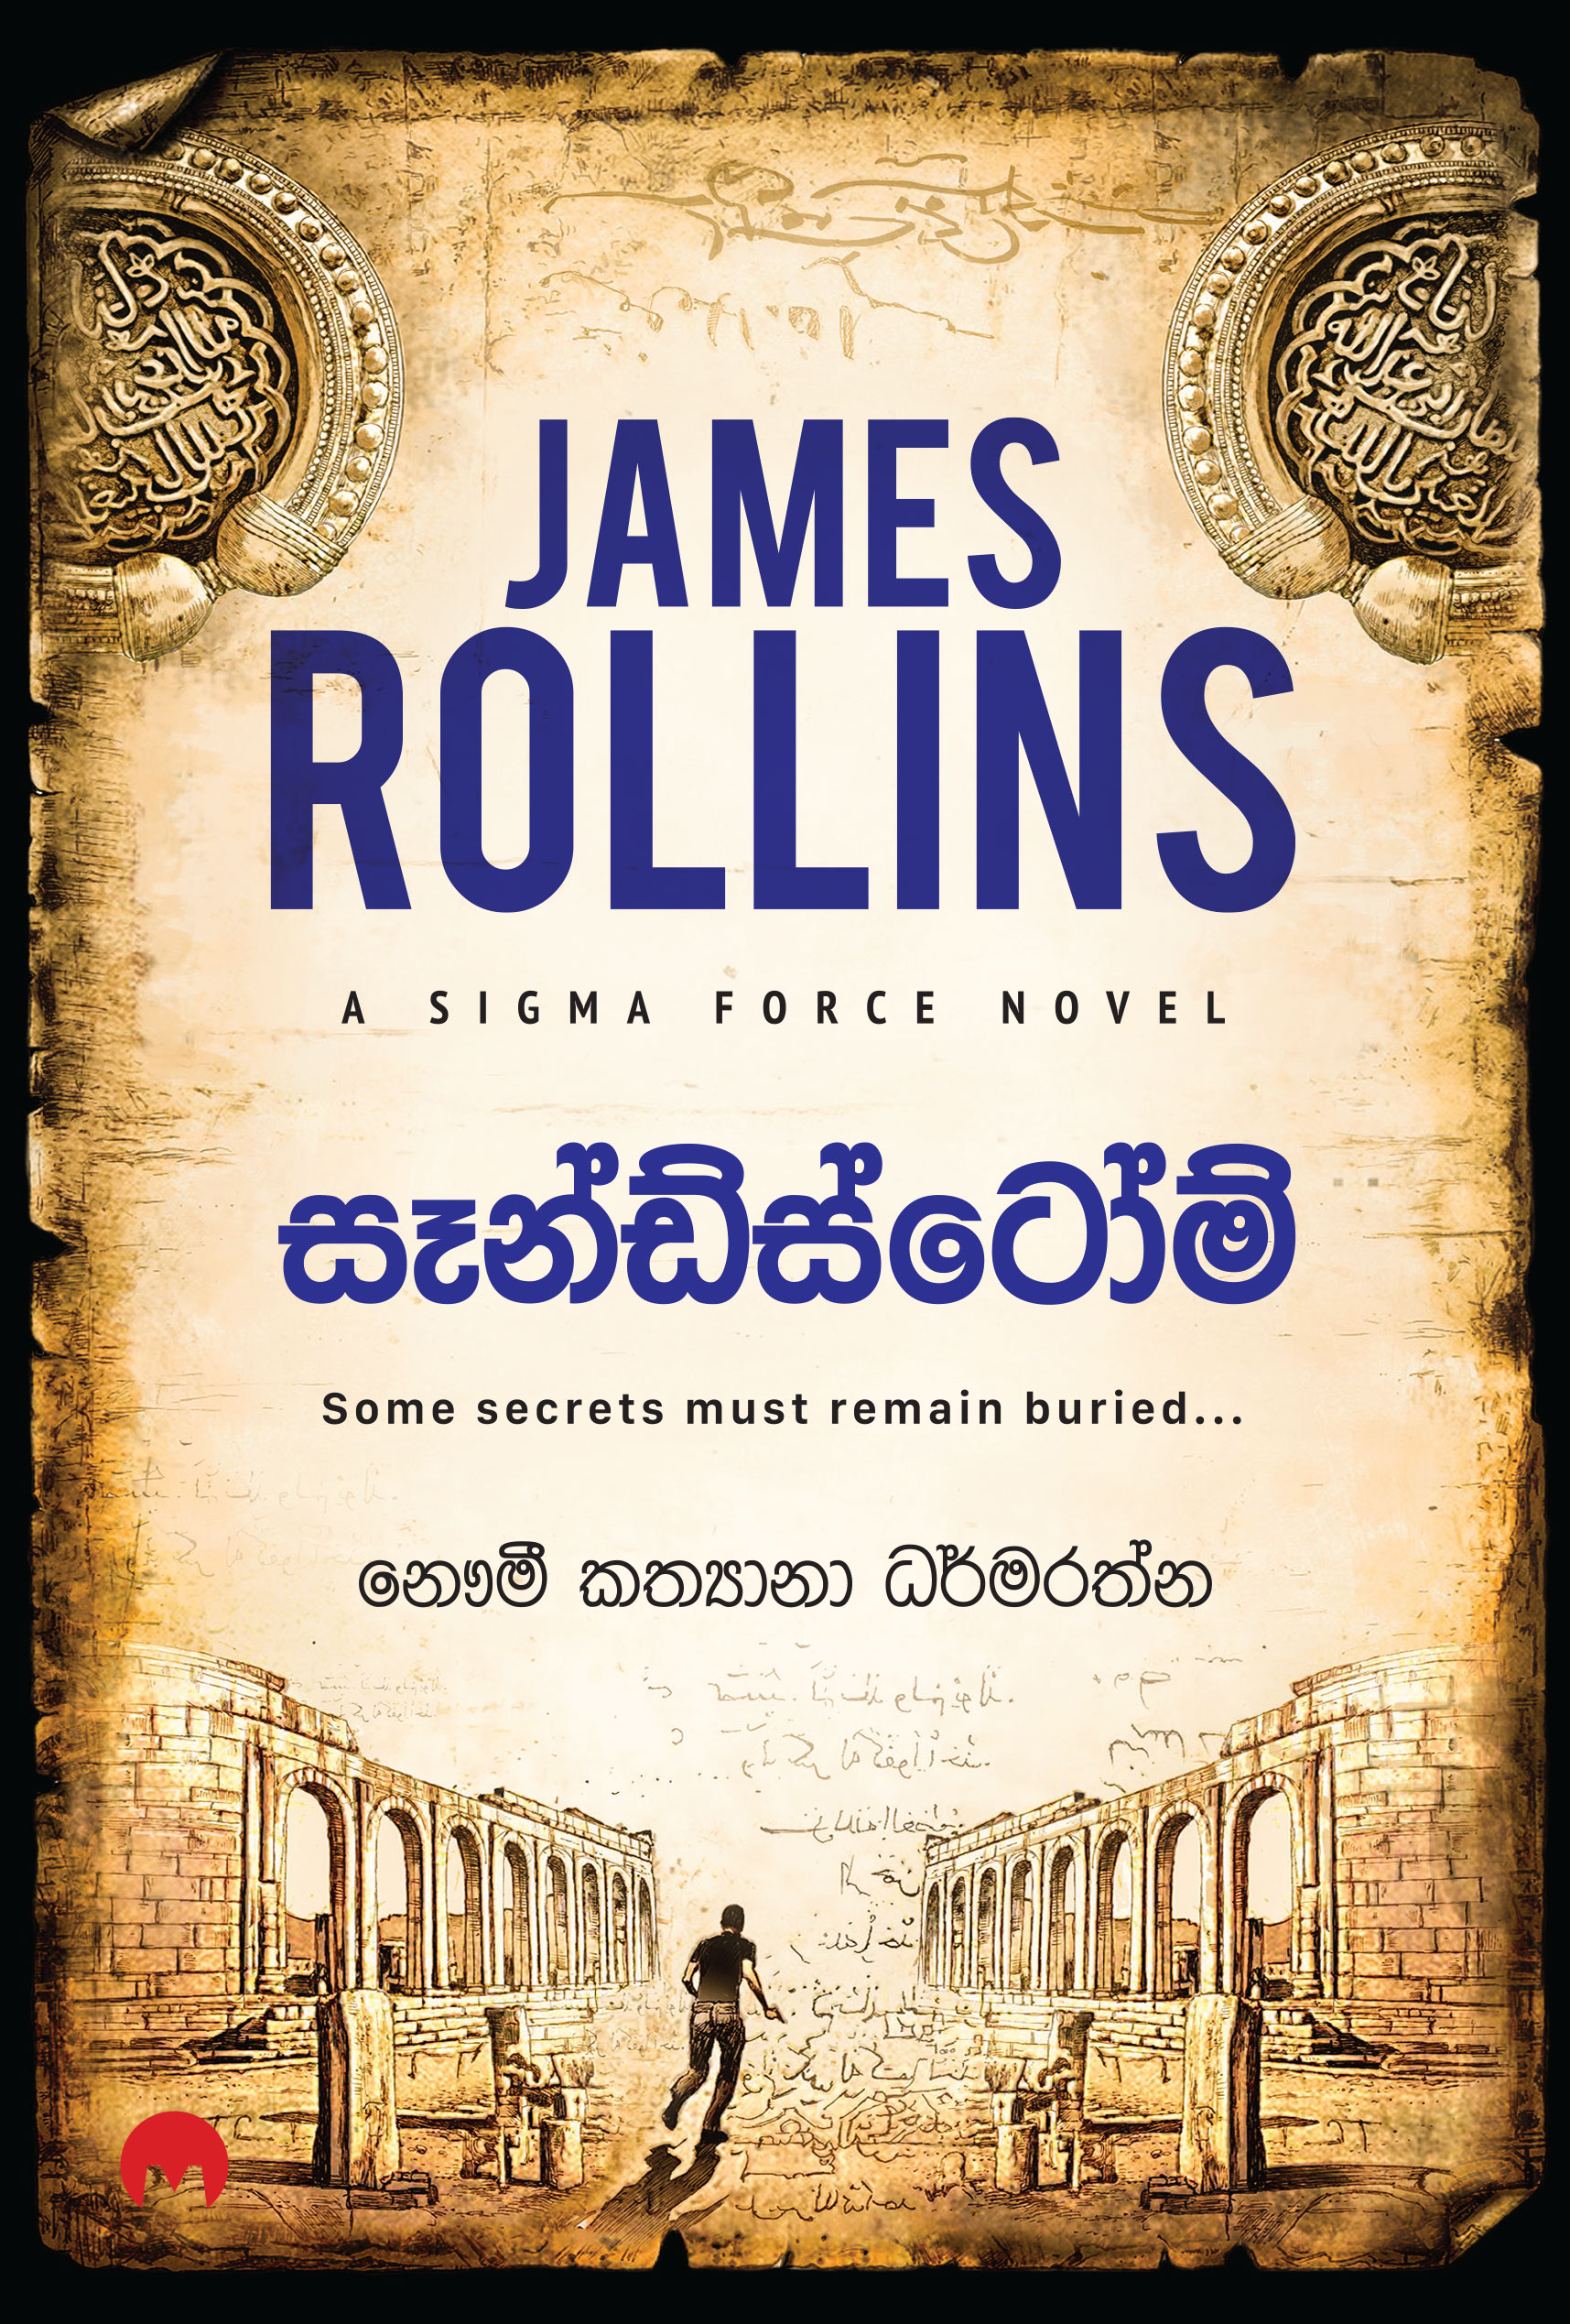 JAMES
ROLLINS
A SIGMA FORCE NOVEL
සෑන්ඩ්ස්ටෝම්
Some secrets must remain buried...
නෞමී කත්‍යානා ධර්මරත්න